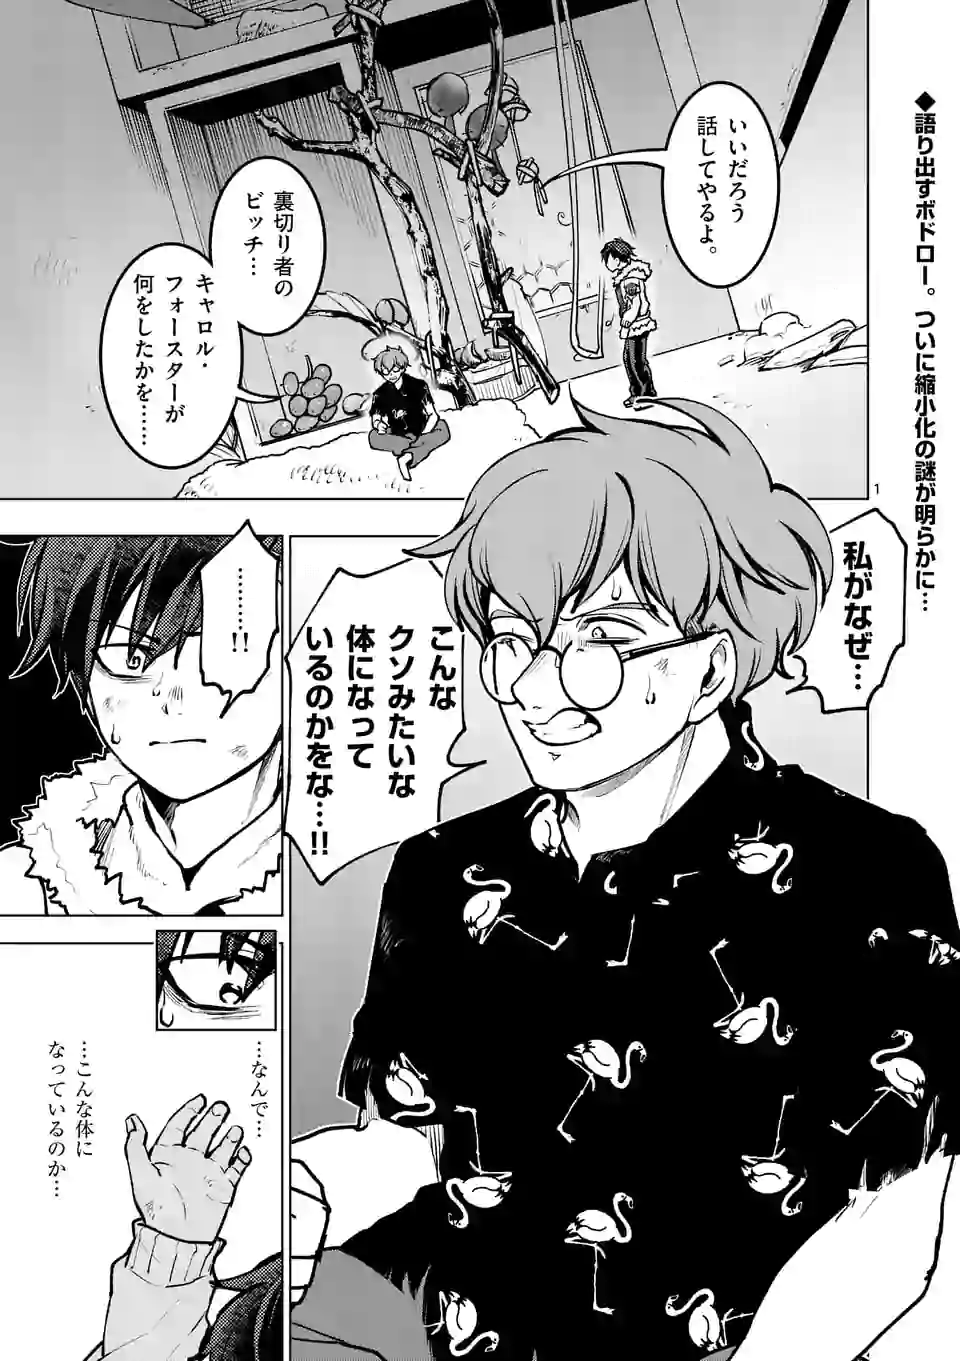 ◆語り出すボドロー。ついに縮小化の謎が明らかに…
いいだろう
話してやるよ。
裏切り者の
ビッチ…
キャロル・
フォースターが
何をしたかを……
1
私がなぜ…
こんな
クソみたいな
体になって
いるのかをな…!!
……!!
…なんで…
…こんな体に
なっているのか…